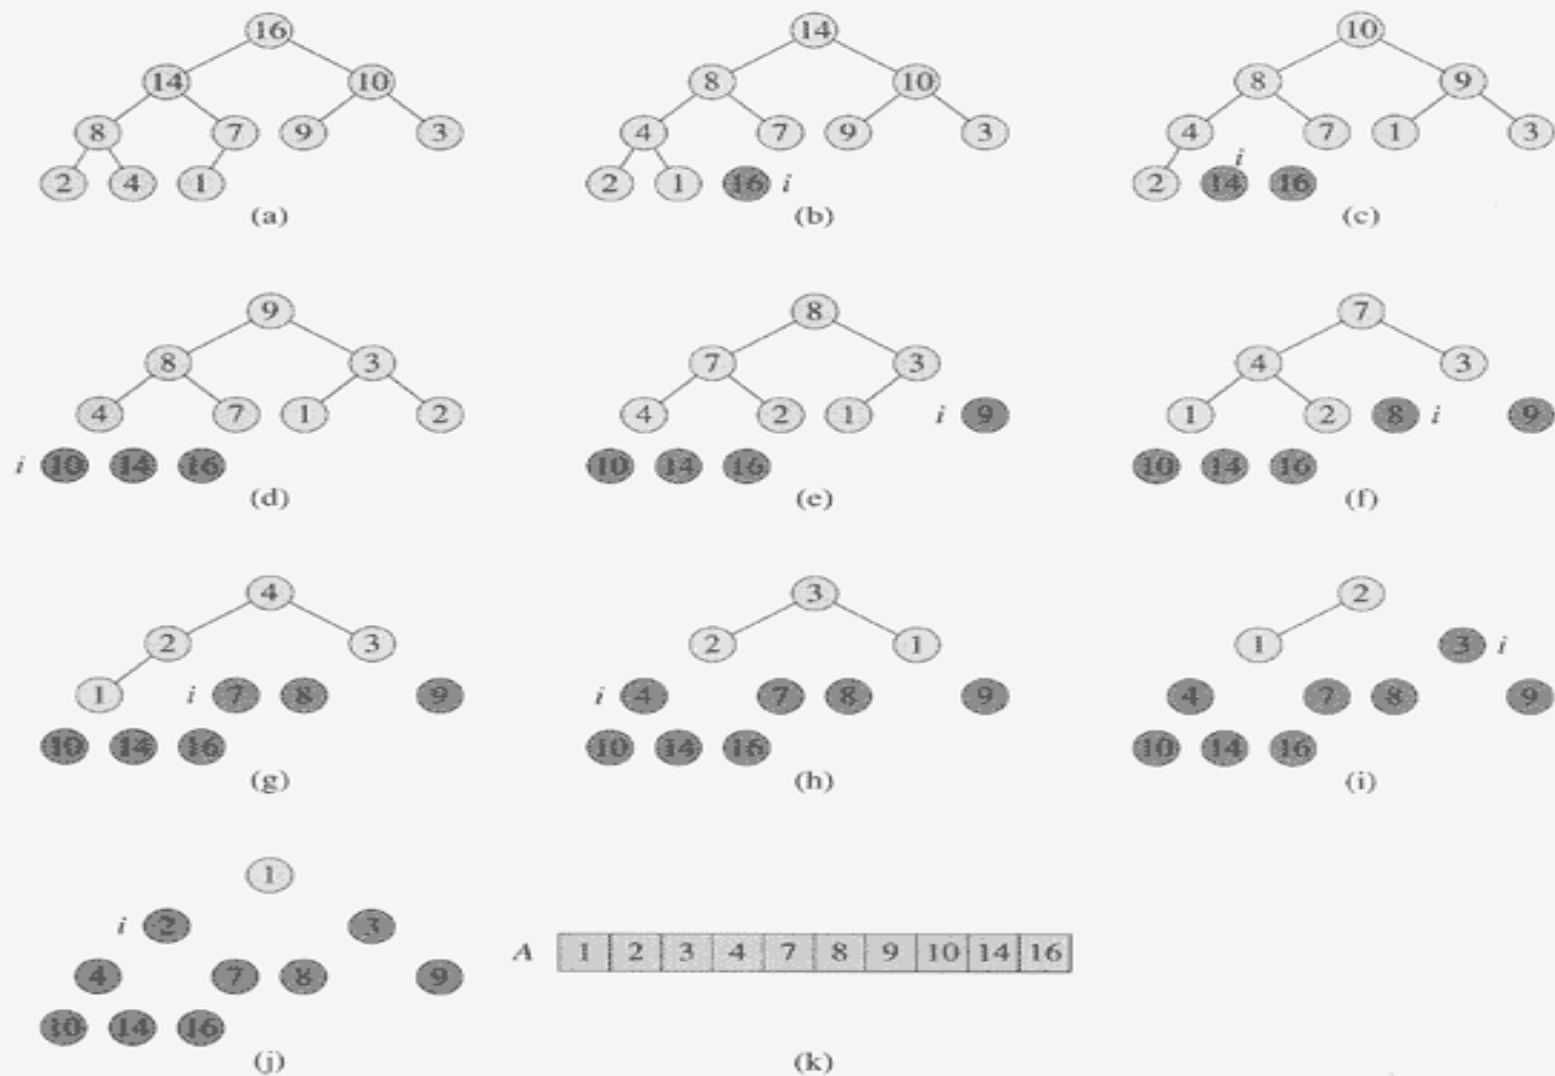 16 14 10
14 10 8 10 8 9
8 7 9 3 4 7 9 3 4 7 1 3
i
2 4 1 2 1 16 i 2 14 16
(a) (b) (c)
9 8 7
8 3 7 3 4 3
4 7 1 2 4 2 1 i 9 1 2 8 i 9
i 10 14 16 10 14 16 10 14 16
(d) (e) (f)
4 3 2
2 3 2 1 1 3 i
1 i 7 8 9 i 4 7 8 9 4 7 8 9
10 14 16 10 14 16 10 14 16
(g) (h) (i)
1
i 2 3
A 1 2 3 4 7 8 9 10 14 16
4 7 8 9
10 14 16
(j) (k)